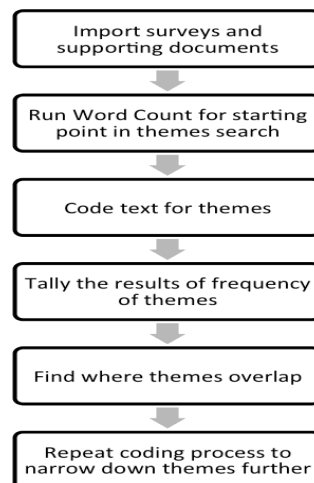 Import surveys and
supporting documents
Run Word Count for starting
point in themes search
Code text for themes
Tally the results of frequency
of themes
Find where themes overlap
Repeat coding process to
narrow down themes further